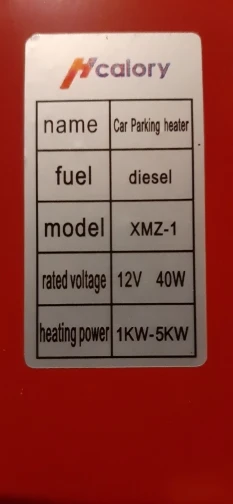 Hcalory
name Car Parking heater
fuel diesel
model XMZ-1
rated voltage 12V 40W
heating power 1KW-5KW